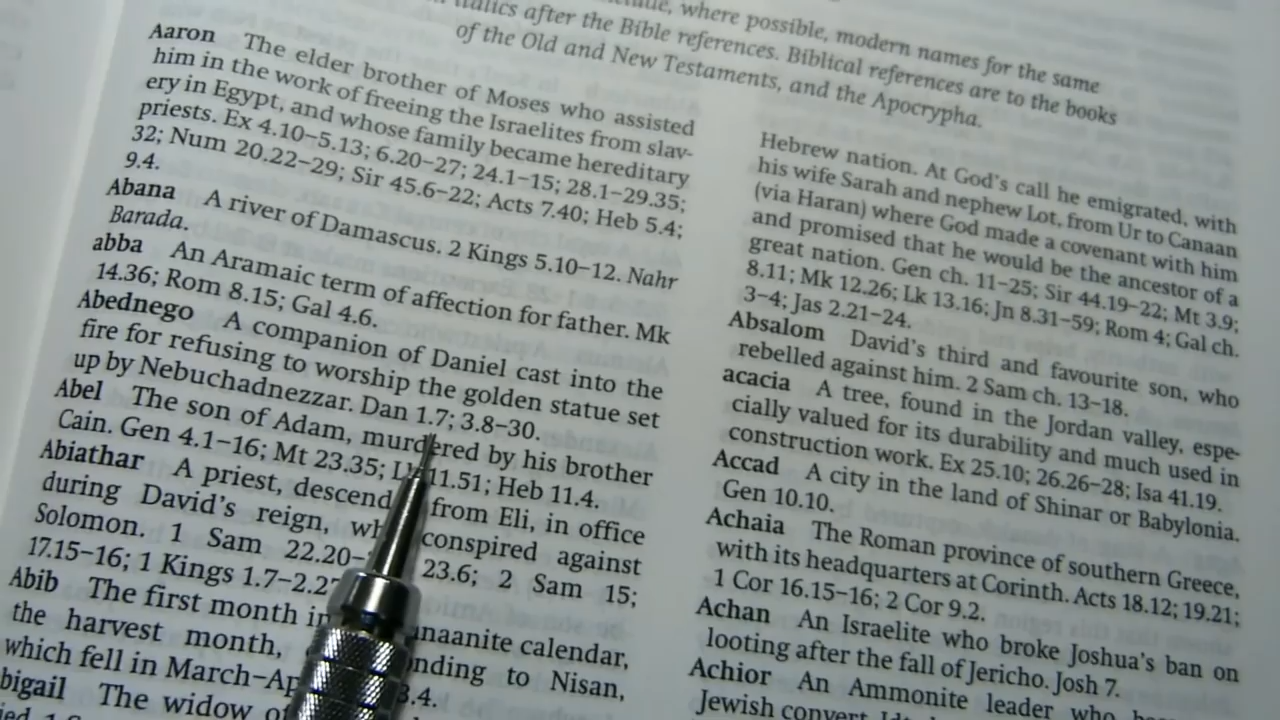 where possible, modern names for the same
italics after the Bible references. Biblical references are to the books
of the Old and New Testaments, and the Apocrypha.
Aaron The elder brother of Moses who assisted
him in the work of freeing the Israelites from slav-
ery in Egypt, and whose family became hereditary
priests. Ex 4.10–5.13; 6.20–27; 24.1–15; 28.1–29.35;
32; Num 20.22–29; Sir 45.6–22; Acts 7.40; Heb 5.4;
9.4.
Abana A river of Damascus. 2 Kings 5.10–12. Nahr
Barada.
abba An Aramaic term of affection for father. Mk
14.36; Rom 8.15; Gal 4.6.
Abednego A companion of Daniel cast into the
fire for refusing to worship the golden statue set
up by Nebuchadnezzar. Dan 1.7; 3.8–30.
Abel The son of Adam, murdered by his brother
Cain. Gen 4.1–16; Mt 23.35; 11.51; Heb 11.4.
Abiathar A priest, descend from Eli, in office
during David's reign, conspired against
Solomon. 1 Sam 22.20– 23.6; 2 Sam 15;
17.15–16; 1 Kings 1.7–2.27
Abib The first month in calendar,
the harvest month, to Nisan,
which fell in March–Ap 3.4.
The widow of
Hebrew nation. At God's call he emigrated, with
his wife Sarah and nephew Lot, from Ur to Canaan
(via Haran) where God made a covenant with him
and promised that he would be the ancestor of a
great nation. Gen ch. 11–25; Sir 44.19–22; Mt 3.9;
8.11; Mk 12.26; Lk 13.16; Jn 8.31–59; Rom 4; Gal ch.
3–4; Jas 2.21–24.
Absalom David's third and favourite son, who
rebelled against him. 2 Sam ch. 13–18.
acacia A tree, found in the Jordan valley, espe-
cially valued for its durability and much used in
construction work. Ex 25.10; 26.26–28; Isa 41.19.
Accad A city in the land of Shinar or Babylonia.
Gen 10.10.
Achaia The Roman province of southern Greece,
with its headquarters at Corinth. Acts 18.12; 19.21;
1 Cor 16.15–16; 2 Cor 9.2.
Achan An Israelite who broke Joshua's ban on
looting after the fall of Jericho. Josh 7.
Achior An Ammonite leader who
Jewish convert.